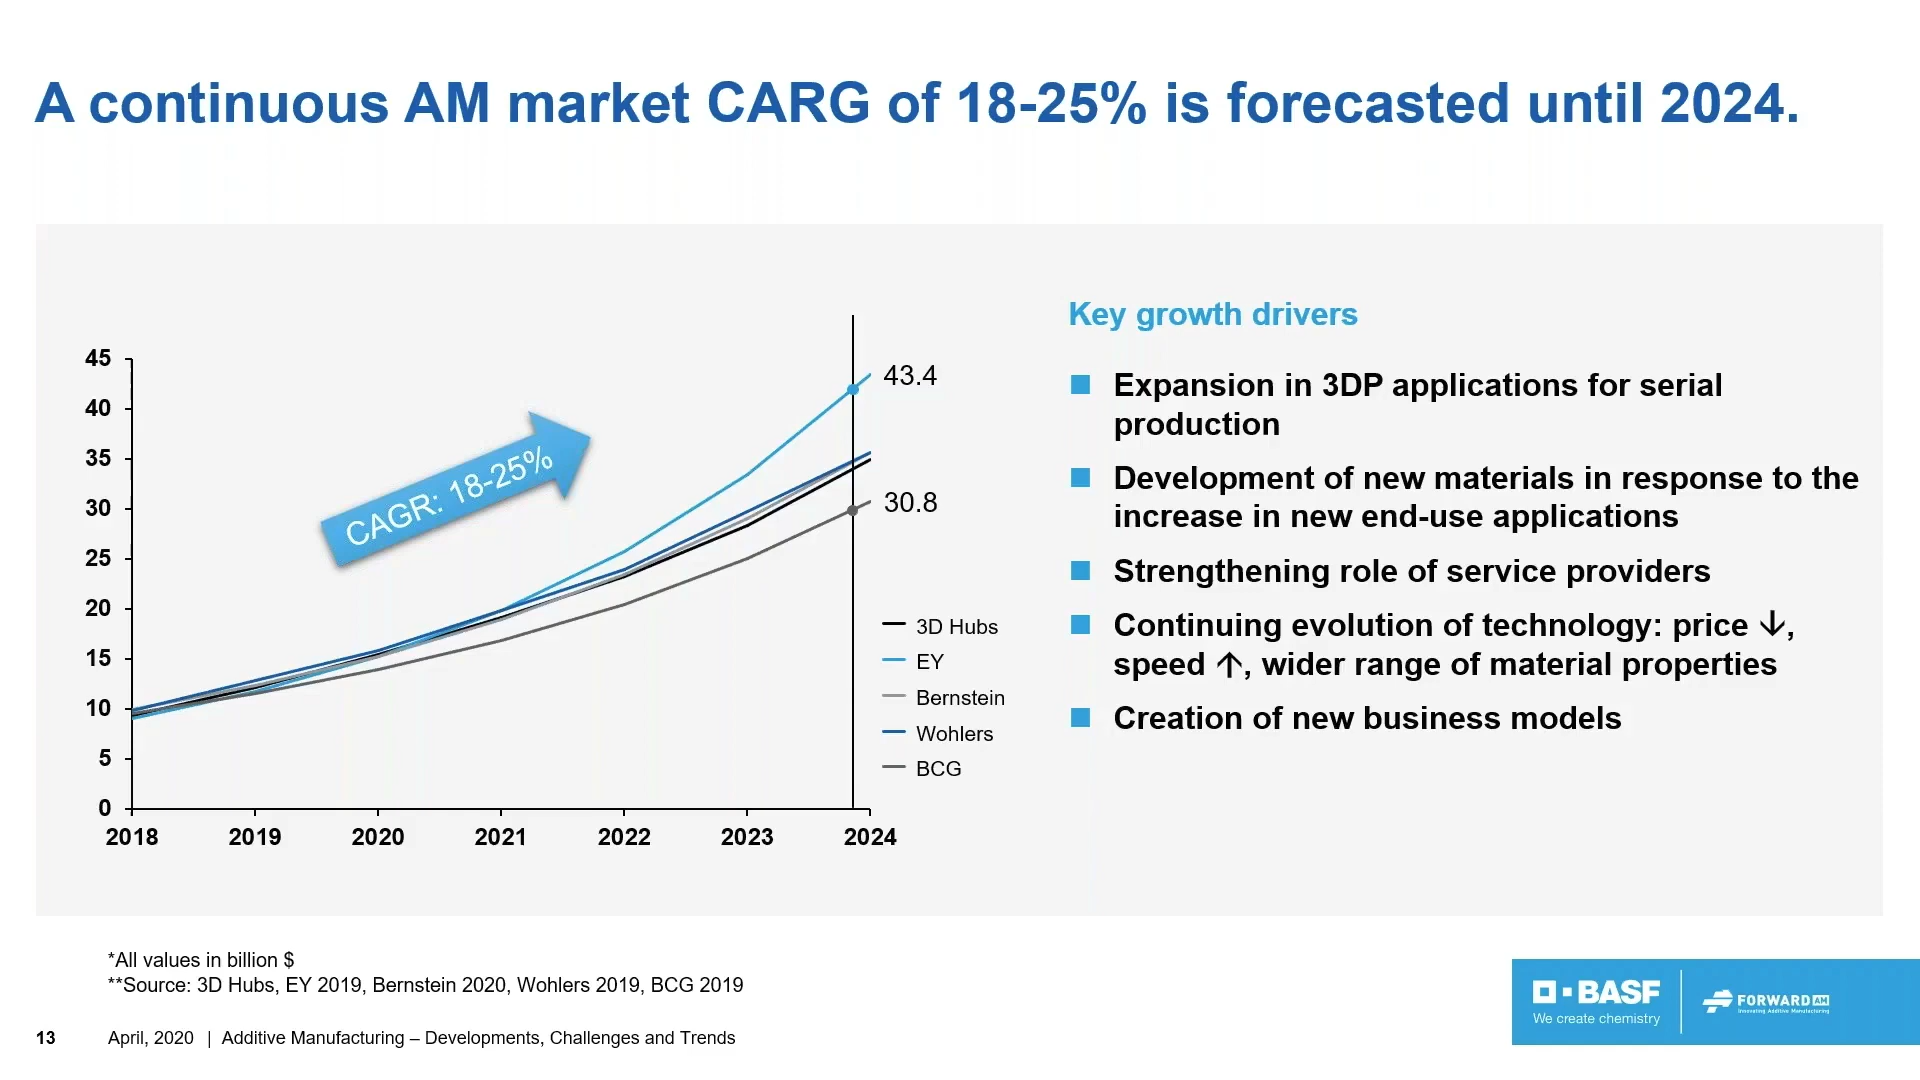 A continuous AM market CARG of 18-25% is forecasted until 2024.
45
40
35
30
25
20
15
10
5
0
2018 2019 2020 2021 2022 2023 2024
CAGR: 18-25%
43.4
30.8
3D Hubs
EY
Bernstein
Wohlers
BCG
Key growth drivers
Expansion in 3DP applications for serial
production
Development of new materials in response to the
increase in new end-use applications
Strengthening role of service providers
Continuing evolution of technology: price ↓,
speed ↑, wider range of material properties
Creation of new business models
*All values in billion $
**Source: 3D Hubs, EY 2019, Bernstein 2020, Wohlers 2019, BCG 2019
13 April, 2020 | Additive Manufacturing – Developments, Challenges and Trends
BASF
We create chemistry
FORWARD AM
Innovating Additive Manufacturing